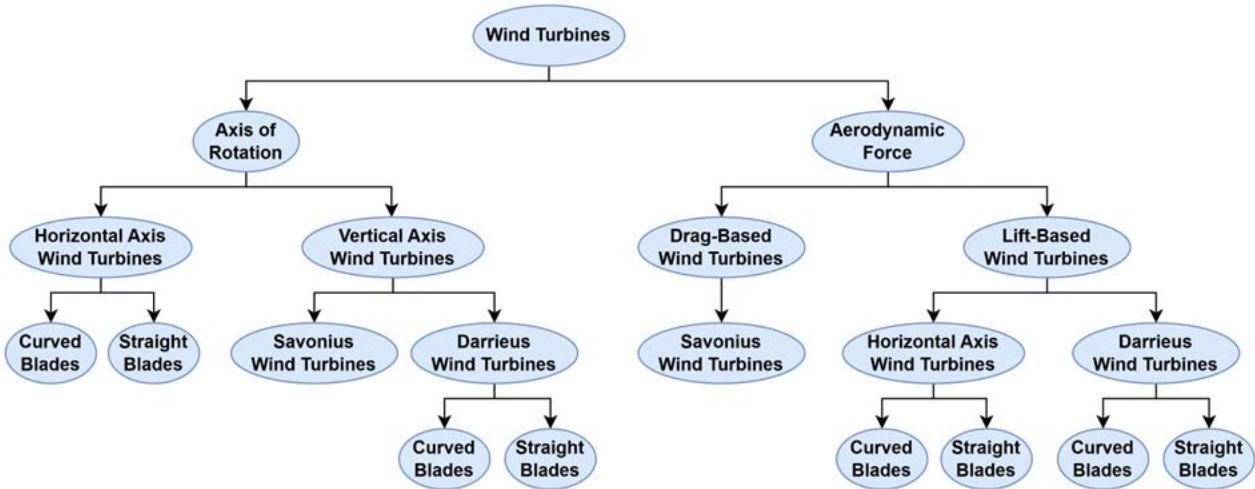 Wind Turbines
Axis of
Rotation
Aerodynamic
Force
Horizontal Axis
Wind Turbines
Vertical Axis
Wind Turbines
Drag-Based
Wind Turbines
Lift-Based
Wind Turbines
Curved
Blades
Straight
Blades
Savonius
Wind Turbines
Darrieus
Wind Turbines
Savonius
Wind Turbines
Horizontal Axis
Wind Turbines
Darrieus
Wind Turbines
Curved
Blades
Straight
Blades
Curved
Blades
Straight
Blades
Curved
Blades
Straight
Blades